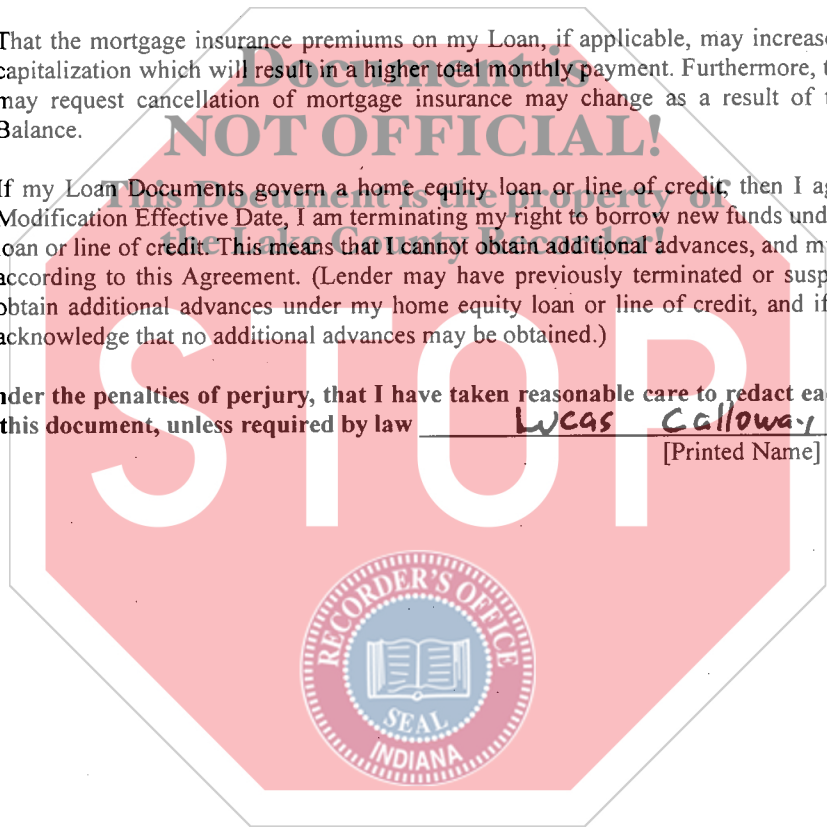 That the mortgage insurance premiums on my Loan, if applicable, may increase
capitalization which will result in a higher total monthly payment. Furthermore, t
may request cancellation of mortgage insurance may change as a result of
Balance.
Document is
NOT OFFICIAL!
This Document is the property of
the Lake County Recorder!
If my Loan Documents govern a home equity loan or line of credit, then I ag
Modification Effective Date, I am terminating my right to borrow new funds und
loan or line of credit. This means that I cannot obtain additional advances, and m
according to this Agreement. (Lender may have previously terminated or susp
obtain additional advances under my home equity loan or line of credit, and if
acknowledge that no additional advances may be obtained.)
nder the penalties of perjury, that I have taken reasonable care to redact ea
this document, unless required by law Lucas Calloway
[Printed Name]
STOP
RECORDER'S OFFICE
SEAL
INDIANA